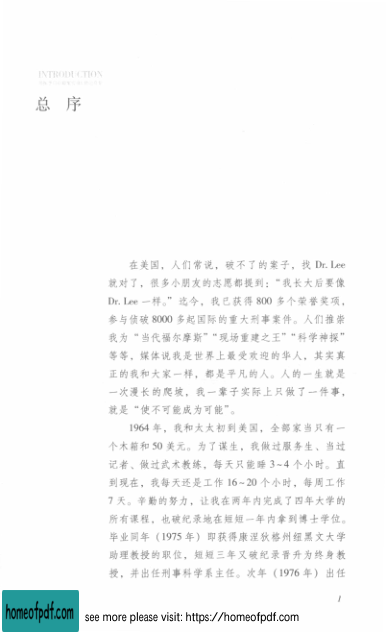 INTRODUCTION
总 序
在美国，人们常说，破不了的案子，找 Dr. Lee
就对了，很多小朋友的志愿都提到：“我长大后要像
Dr. Lee 一样。” 迄今，我已获得 800 多个荣誉奖项，
参与侦破 8000 多起国际的重大刑事案件。人们推崇
我为 “当代福尔摩斯” “现场重建之王” “科学神探”
等等，媒体说我是世界上最受欢迎的华人，其实真
正的我和大家一样，都是平凡的人。人的一生就是
一次漫长的爬坡，我一辈子实际上只做了一件事，
就是 “使不可能成为可能”。
1964 年，我和太太初到美国，全部家当只有一
个木箱和 50 美元。为了谋生，我做过服务生、当过
记者、做过武术教练，每天只能睡 3~4 个小时。直
到现在，我每天还是工作 16~20 个小时，每周工作
7 天。辛勤的努力，让我在两年内完成了四年大学的
所有课程，也破纪录地在短短一年内拿到博士学位。
毕业同年（1975 年）即获得康涅狄格州纽黑文大学
助理教授的职位，短短三年又破纪录晋升为终身教
授，并出任刑事科学系主任。次年（1976 年）出任
1
homeofpdf.com
see more please visit: https://homeofpdf.com